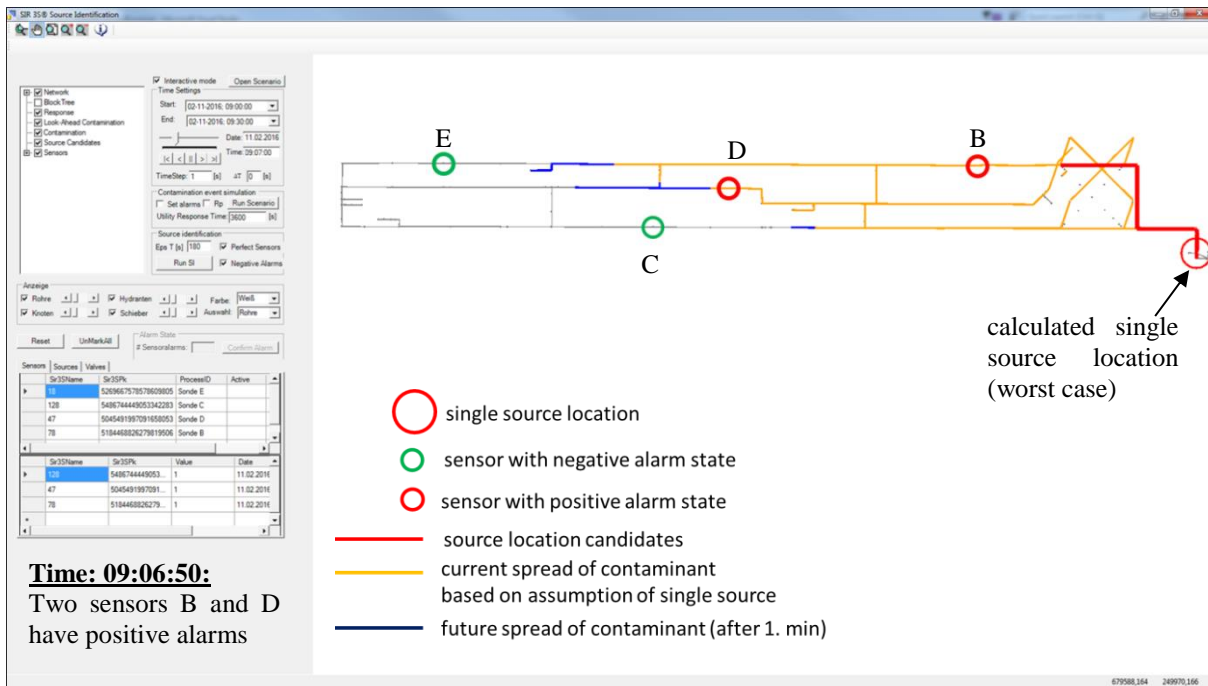 SIR 3S® Source Identification
Interactive mode
Open Scenario
Network
Block Tree
Response
Look-Ahead Contamination
Contamination
Source Candidates
Sensors
Time Settings
Start: 02-11-2016; 09:00:00
End: 02-11-2016; 09:30:00
Date: 11.02.2016
Time: 09:07:00
|< < || > >|
TimeStep: 1 [s] ΔT 0 [s]
Contamination event simulation
Set alarms Rp Run Scenario
Utility Response Time: 3600 [s]
Source identification
Eps T [s] 180 Perfect Sensors
Run SI Negative Alarms
Anzeige
Rohre Hydranten Farbe: Weiß
Knoten Schieber Auswahl: Rohre
Reset UnMarkAll
Alarm State
# Sensoralarms: Confirm Alarm
Sensors Sources Valves
Sir3SName Sir3SPk ProcessID Active
18 5269667578578609805 Sonde E
128 5486744449053342283 Sonde C
47 5045491997091658053 Sonde D
78 5184468826279819506 Sonde B
Sir3SName Sir3SPk Value Date
128 5486744449053... 1 11.02.2016
47 5045491997091... 1 11.02.2016
78 5184468826279... 1 11.02.2016
Time: 09:06:50:
Two sensors B and D
have positive alarms
E
D
B
C
calculated single
source location
(worst case)
single source location
sensor with negative alarm state
sensor with positive alarm state
source location candidates
current spread of contaminant
based on assumption of single source
future spread of contaminant (after 1. min)
679588,164 249970,166